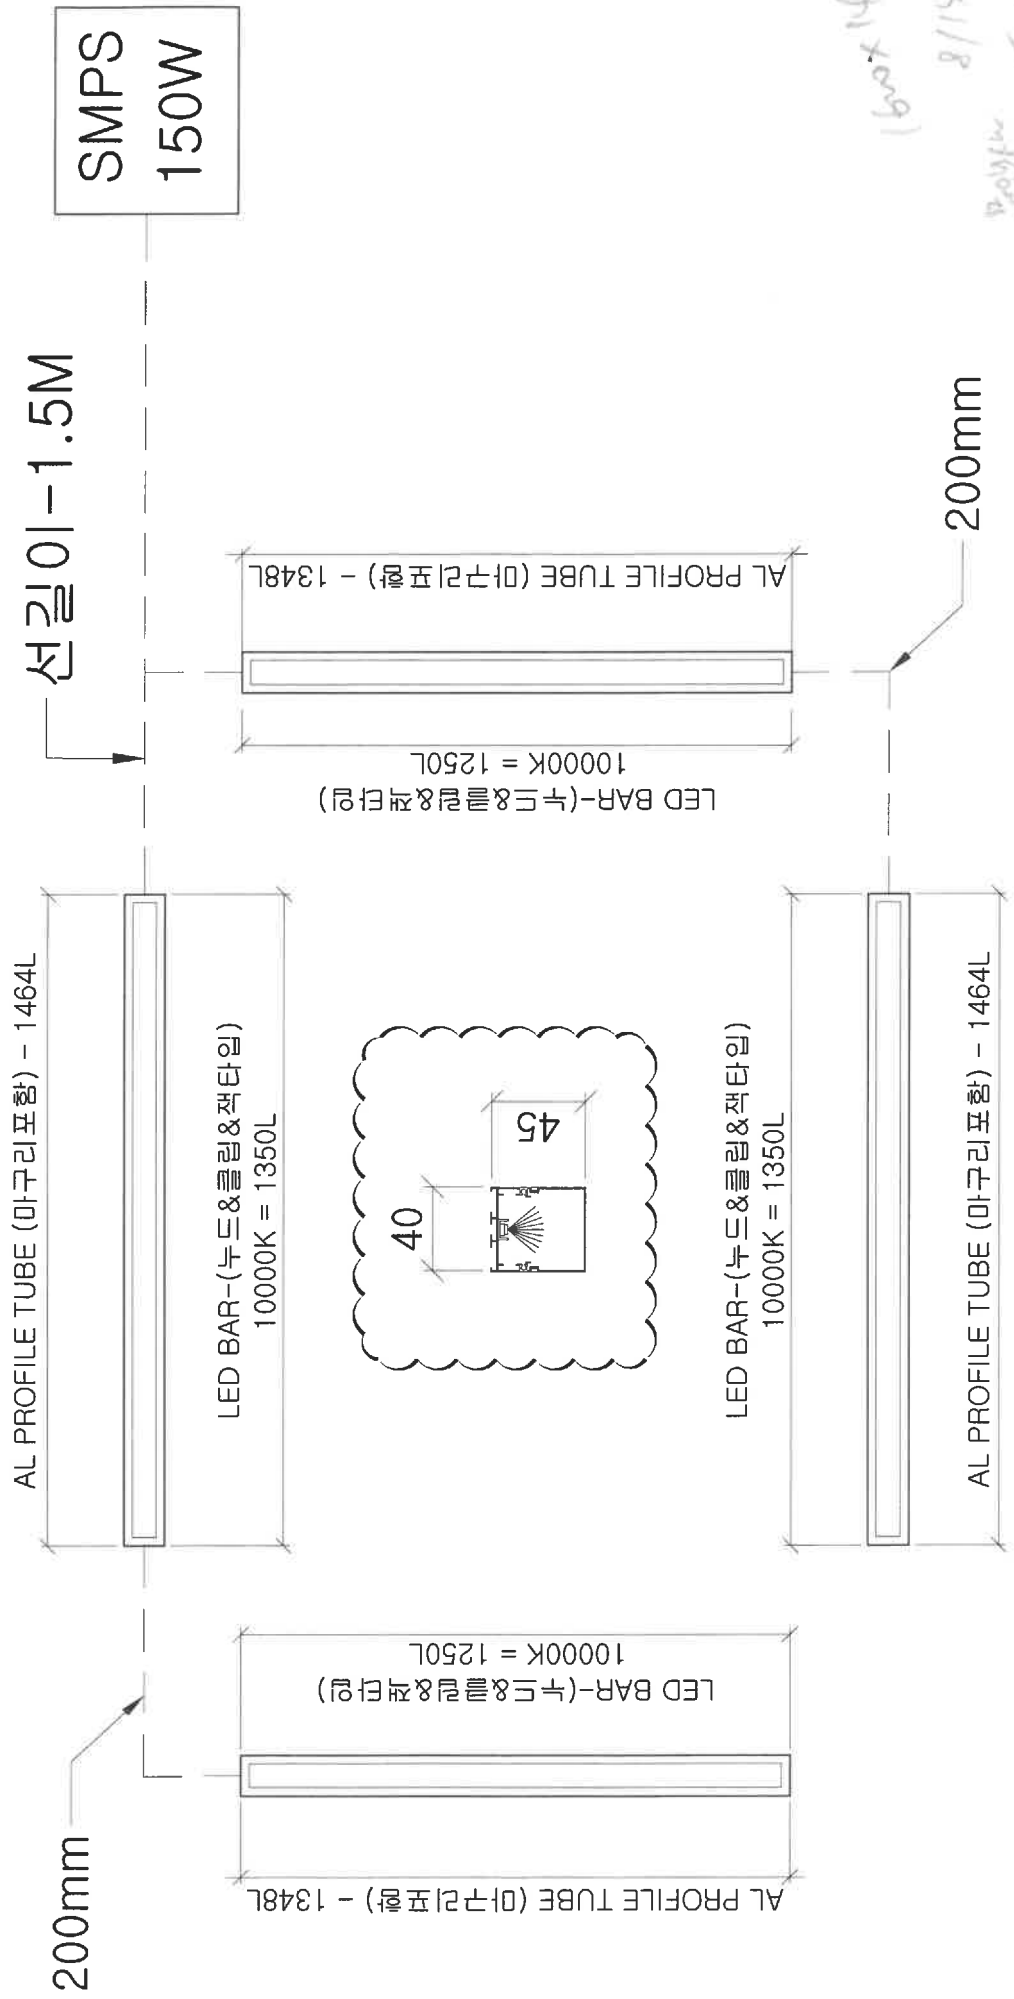 SMPS
150W
선길이-1.5M
AL PROFILE TUBE (마구리포함) - 1348L
LED BAR-(누드&클립&잭타입)
10000K = 1250L
200mm
AL PROFILE TUBE (마구리포함) - 1464L
LED BAR-(누드&클립&잭타입)
10000K = 1350L
40
45
LED BAR-(누드&클립&잭타입)
10000K = 1350L
AL PROFILE TUBE (마구리포함) - 1464L
200mm
LED BAR-(누드&클립&잭타입)
10000K = 1250L
AL PROFILE TUBE (마구리포함) - 1348L